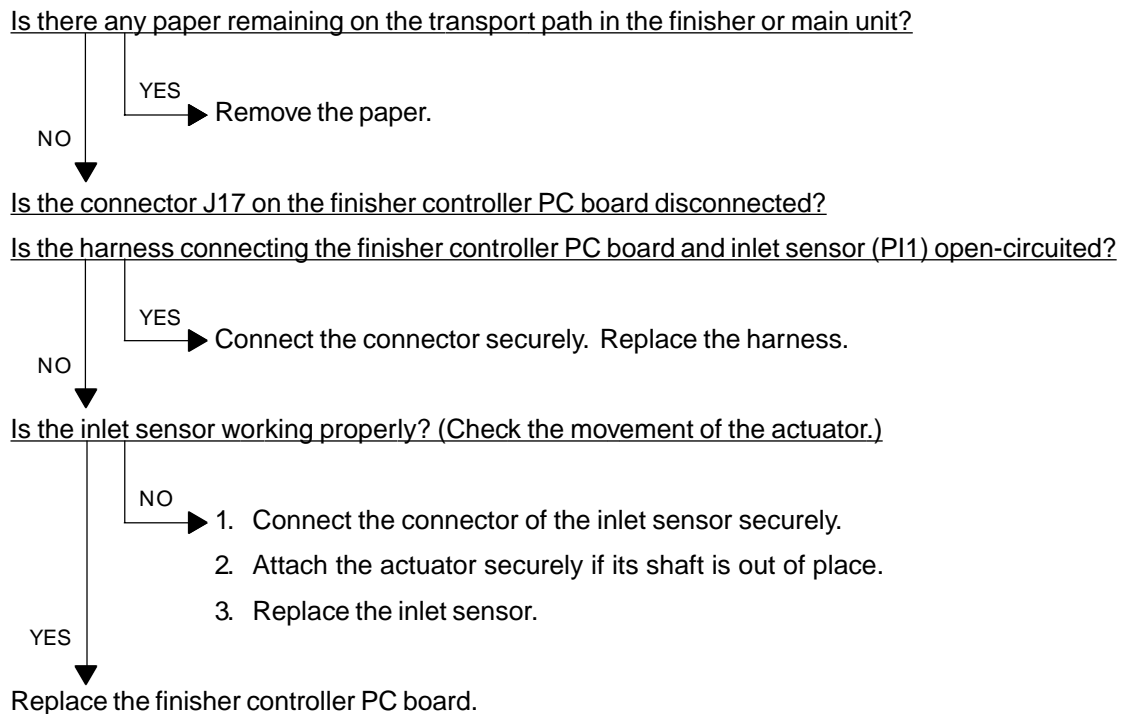 Is there any paper remaining on the transport path in the finisher or main unit?
YES
Remove the paper.
NO
Is the connector J17 on the finisher controller PC board disconnected?
Is the harness connecting the finisher controller PC board and inlet sensor (PI1) open-circuited?
YES
Connect the connector securely. Replace the harness.
NO
Is the inlet sensor working properly? (Check the movement of the actuator.)
NO
1. Connect the connector of the inlet sensor securely.
2. Attach the actuator securely if its shaft is out of place.
3. Replace the inlet sensor.
YES
Replace the finisher controller PC board.